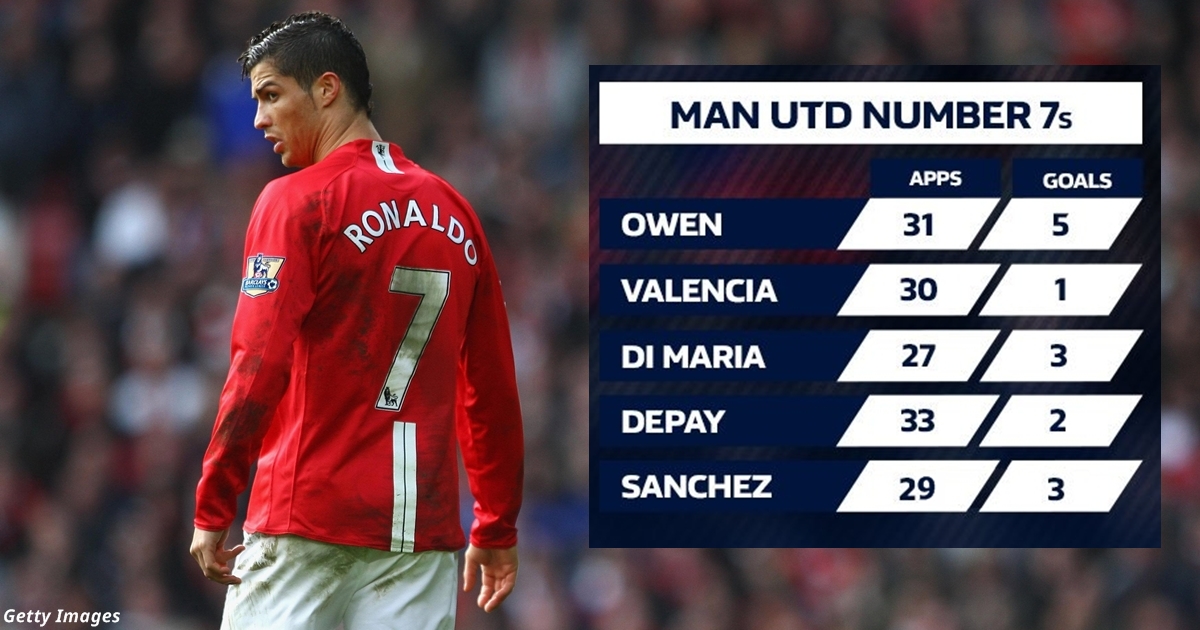 RONALDO
7
BARCLAYS
MAN UTD NUMBER 7s
APPS GOALS
OWEN 31 5
VALENCIA 30 1
DI MARIA 27 3
DEPAY 33 2
SANCHEZ 29 3
Getty Images